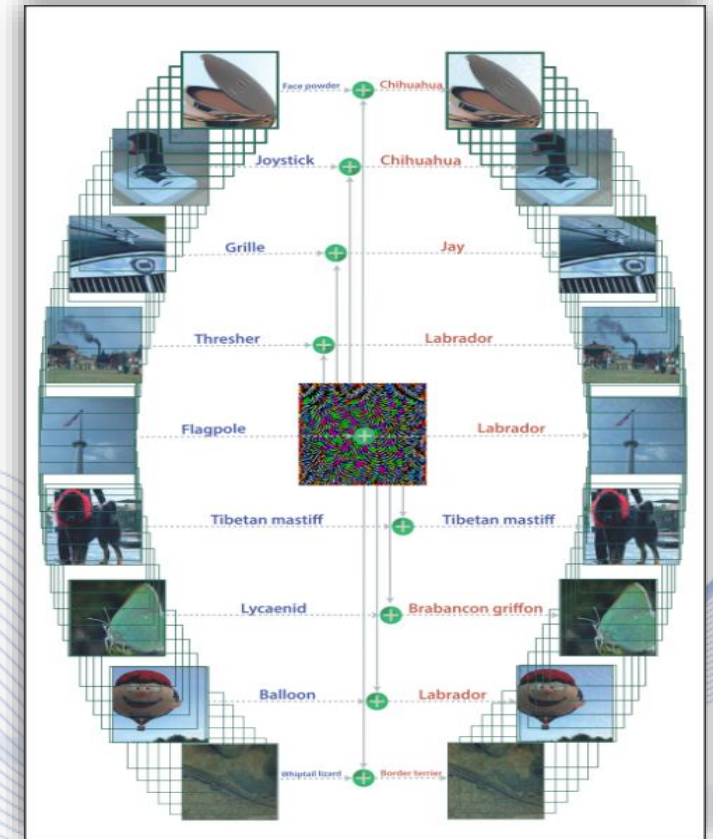 Face powder Chihuahua
Joystick Chihuahua
Grille Jay
Thresher Labrador
Flagpole Labrador
Tibetan mastiff Tibetan mastiff
Lycaenid Brabancon griffon
Balloon Labrador
Whiptail lizard Border terrier